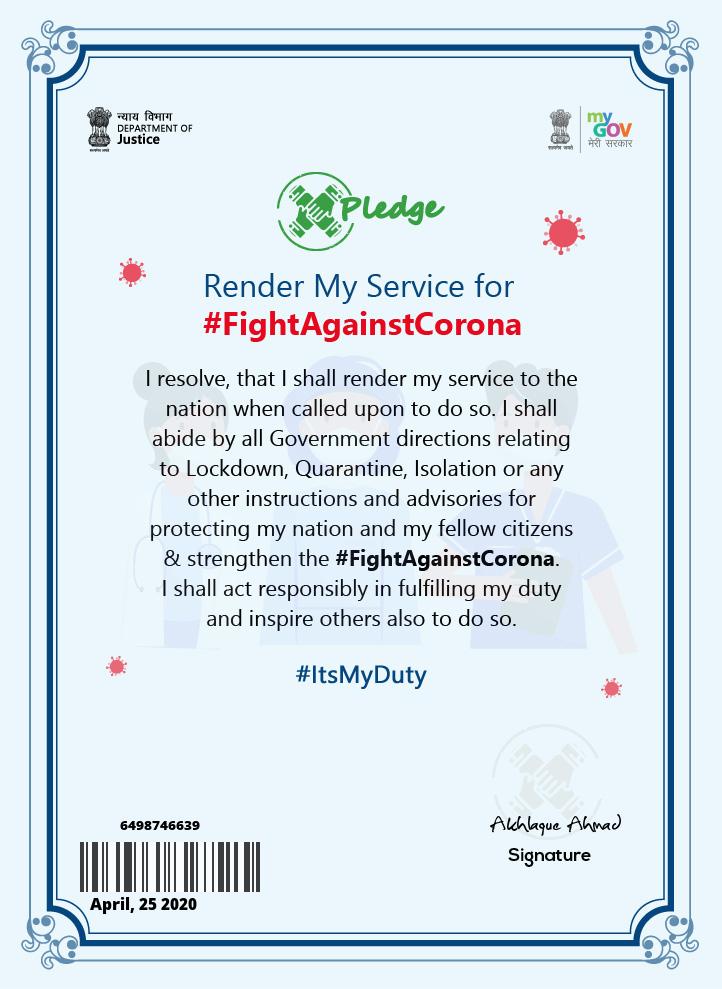 न्याय विभाग
DEPARTMENT OF
Justice
सत्यमेव जयते
my
GOV
मेरी सरकार
सत्यमेव जयते
Pledge
Render My Service for
#FightAgainstCorona
I resolve, that I shall render my service to the
nation when called upon to do so. I shall
abide by all Government directions relating
to Lockdown, Quarantine, Isolation or any
other instructions and advisories for
protecting my nation and my fellow citizens
& strengthen the #FightAgainstCorona.
I shall act responsibly in fulfilling my duty
and inspire others also to do so.
#ItsMyDuty
6498746639
April, 25 2020
Akhlaque Ahmad
Signature